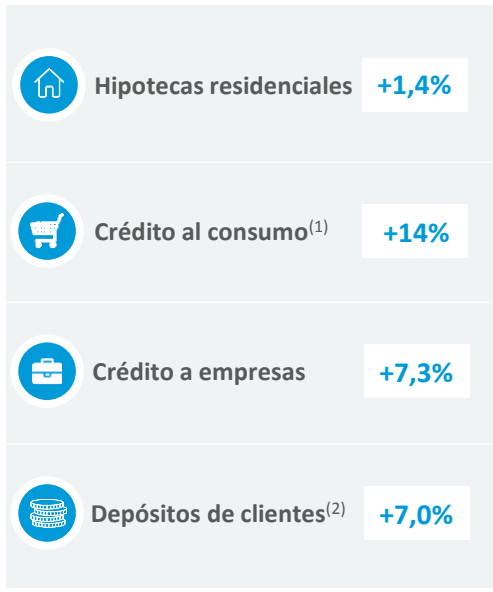 Hipotecas residenciales +1,4%
Crédito al consumo(1) +14%
Crédito a empresas +7,3%
Depósitos de clientes(2) +7,0%